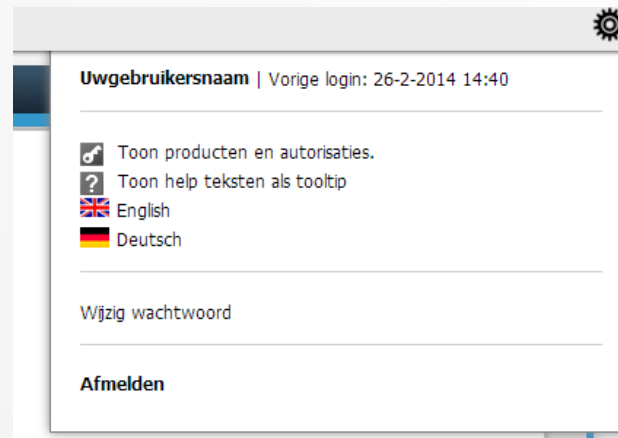 Uwgebruikersnaam | Vorige login: 26-2-2014 14:40
Toon producten en autorisaties.
Toon help teksten als tooltip
English
Deutsch
Wijzig wachtwoord
Afmelden